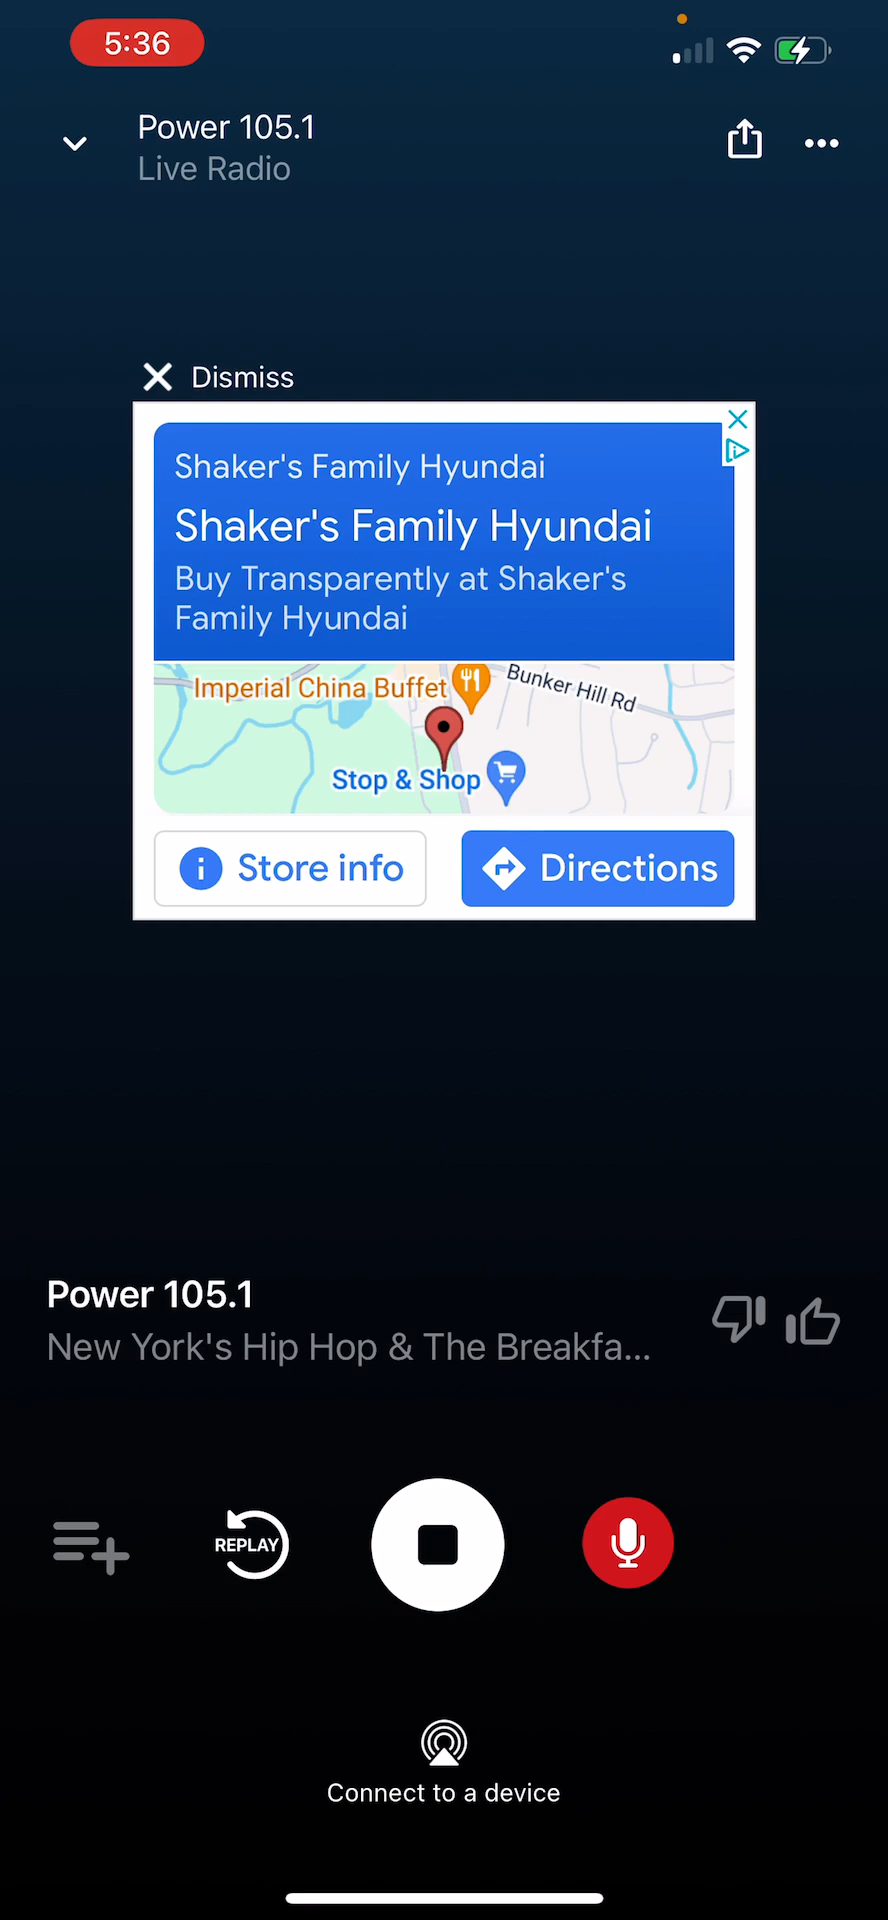 5:36
Power 105.1
Live Radio
Dismiss
Shaker's Family Hyundai
Shaker's Family Hyundai
Buy Transparently at Shaker's
Family Hyundai
Imperial China Buffet
Bunker Hill Rd
Stop & Shop
Store info
Directions
Power 105.1
New York's Hip Hop & The Breakfa...
REPLAY
Connect to a device